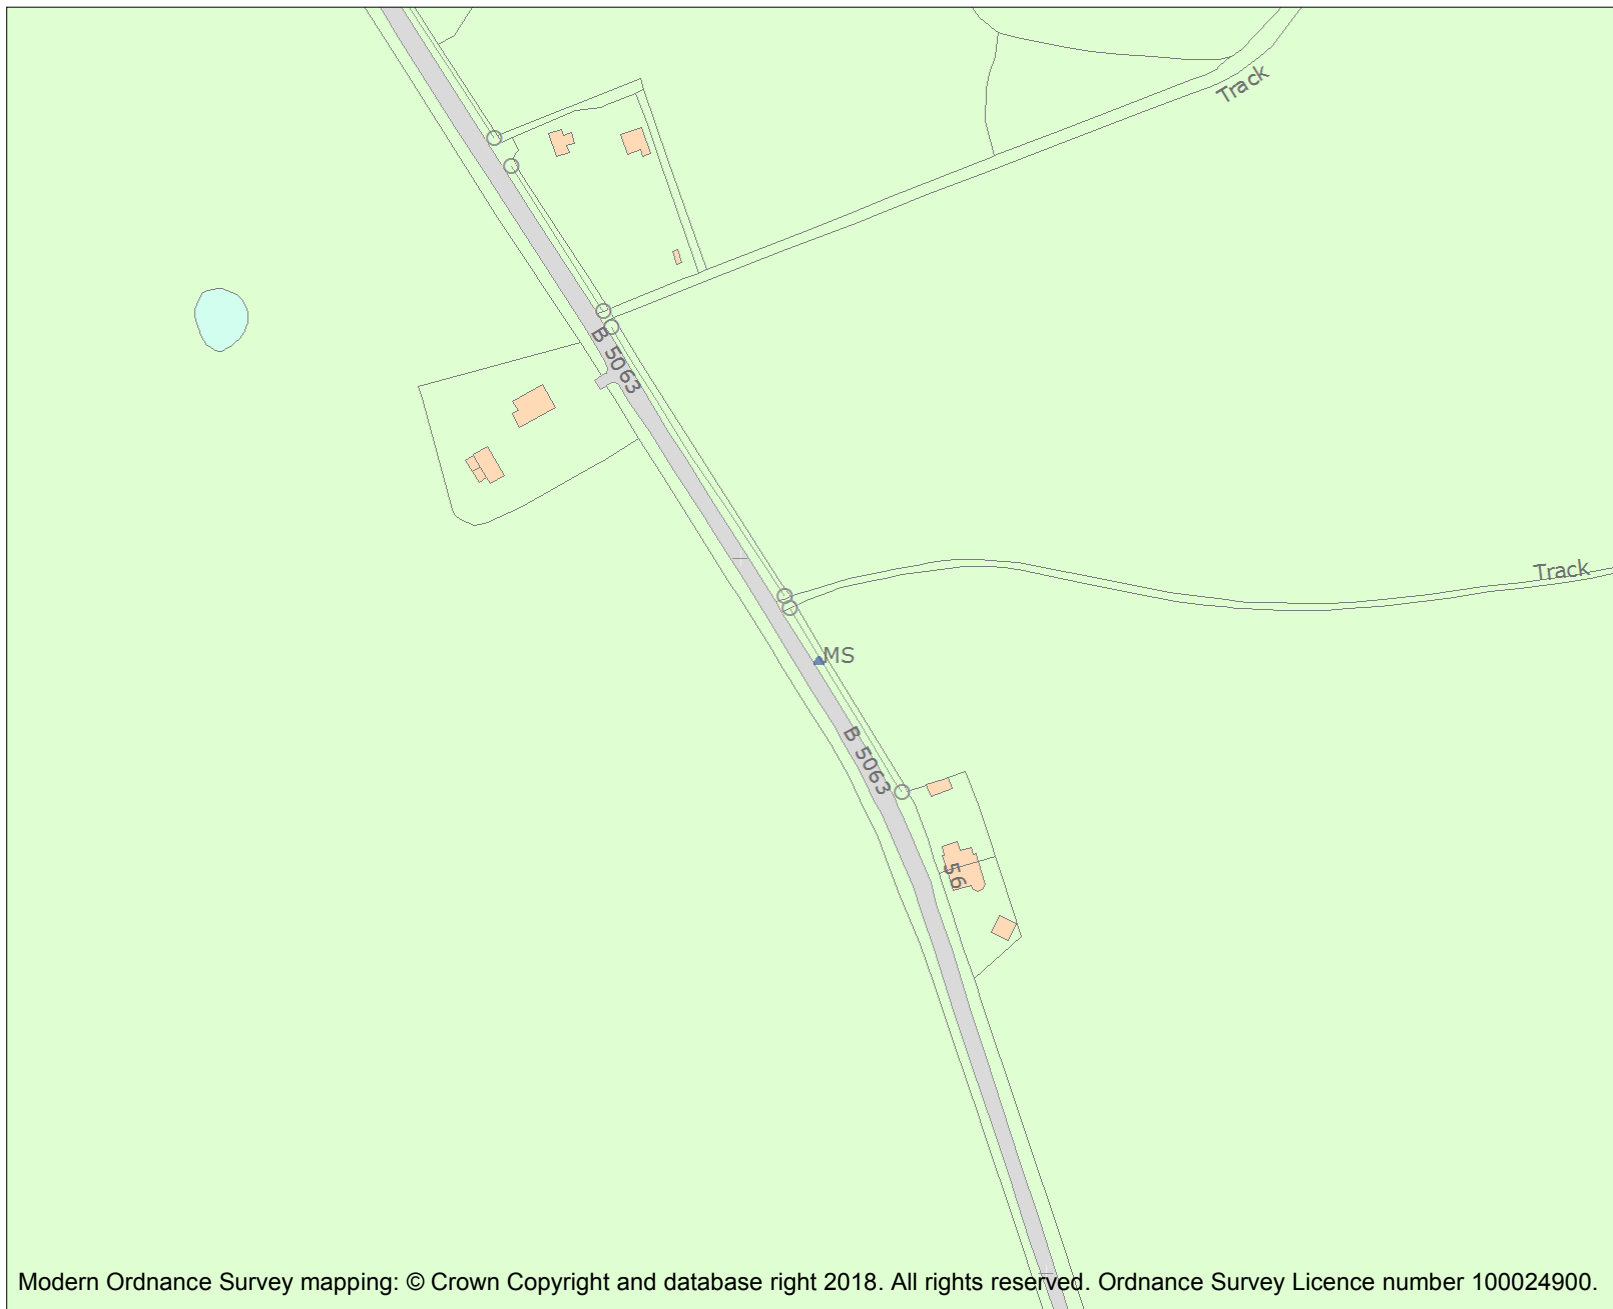 Track
B 5063
Track
MS
B 5063
56
Modern Ordnance Survey mapping: © Crown Copyright and database right 2018. All rights reserved. Ordnance Survey Licence number 100024900.